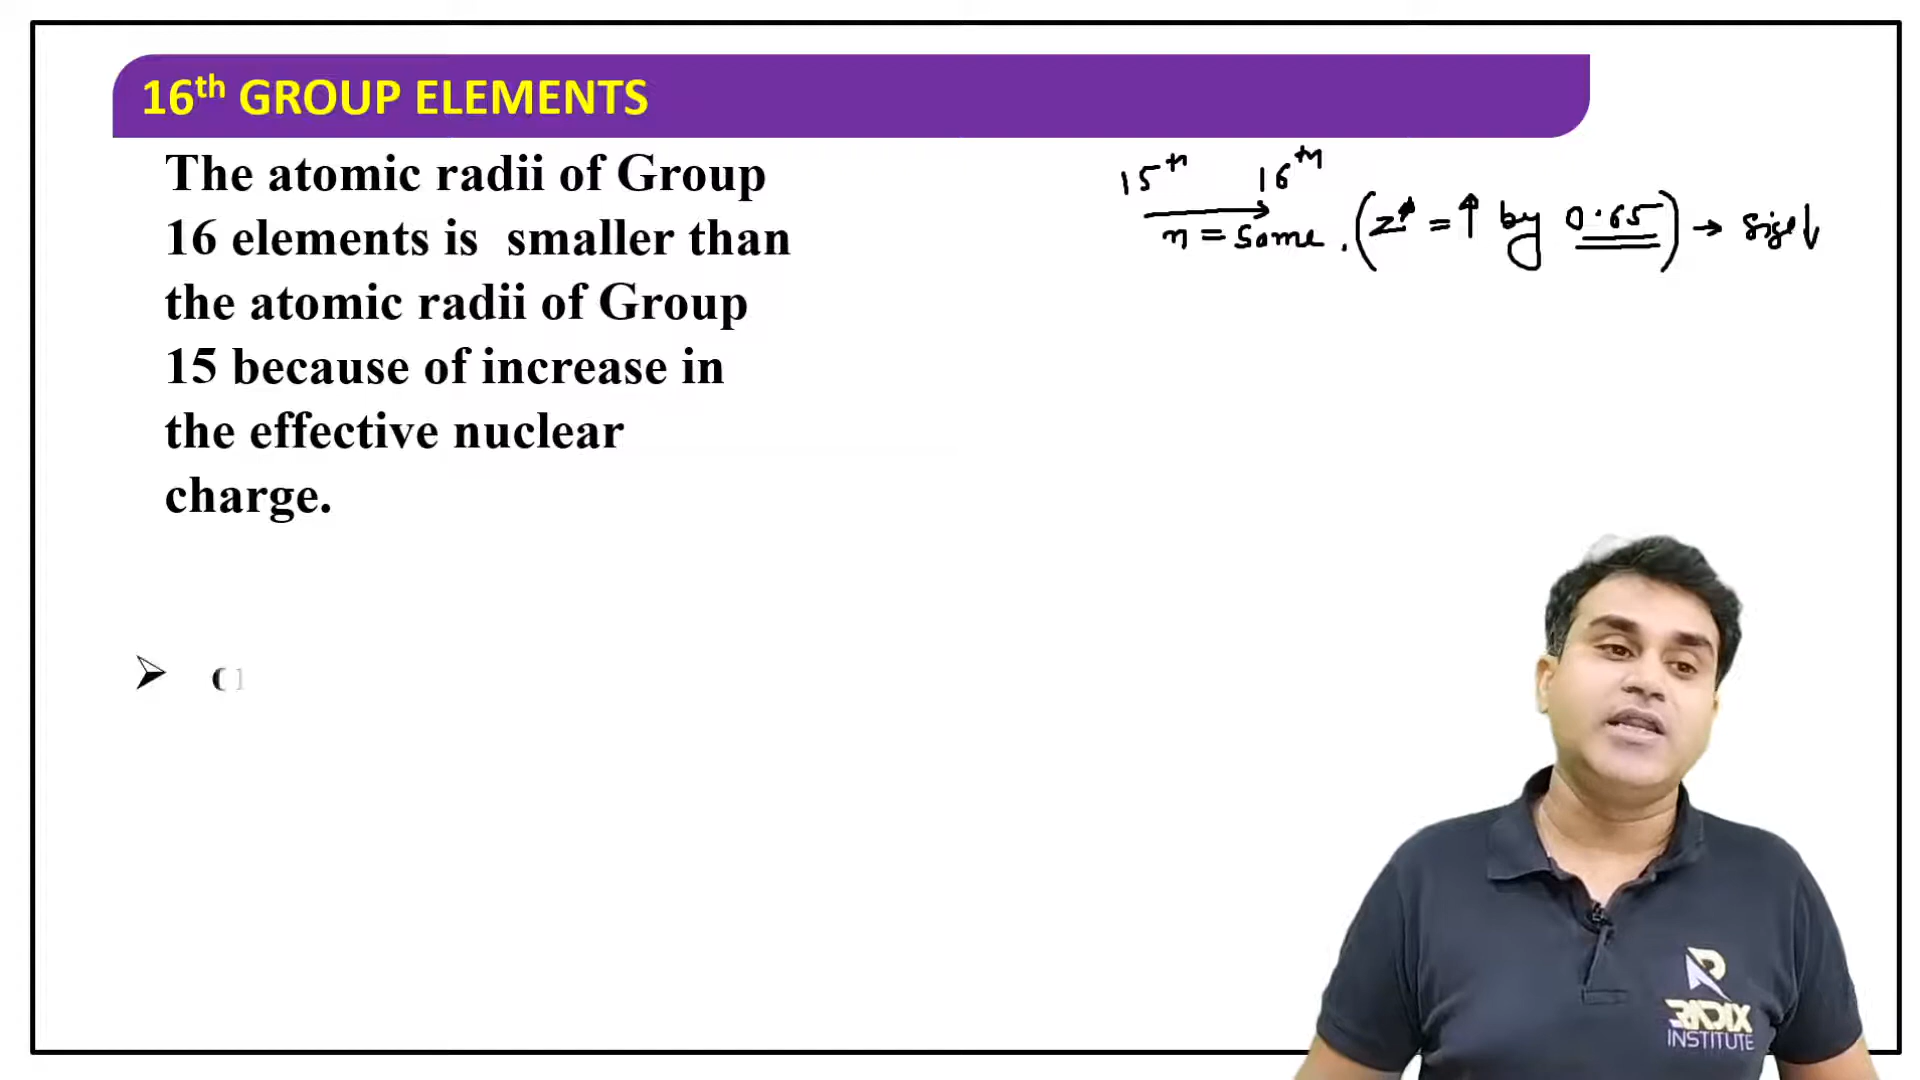 16th GROUP ELEMENTS
The atomic radii of Group
16 elements is smaller than
the atomic radii of Group
15 because of increase in
the effective nuclear
charge.
15th 16th
n = Same . (Z* = ↑ by 0.65) → size↓
RADIX
INSTITUTE